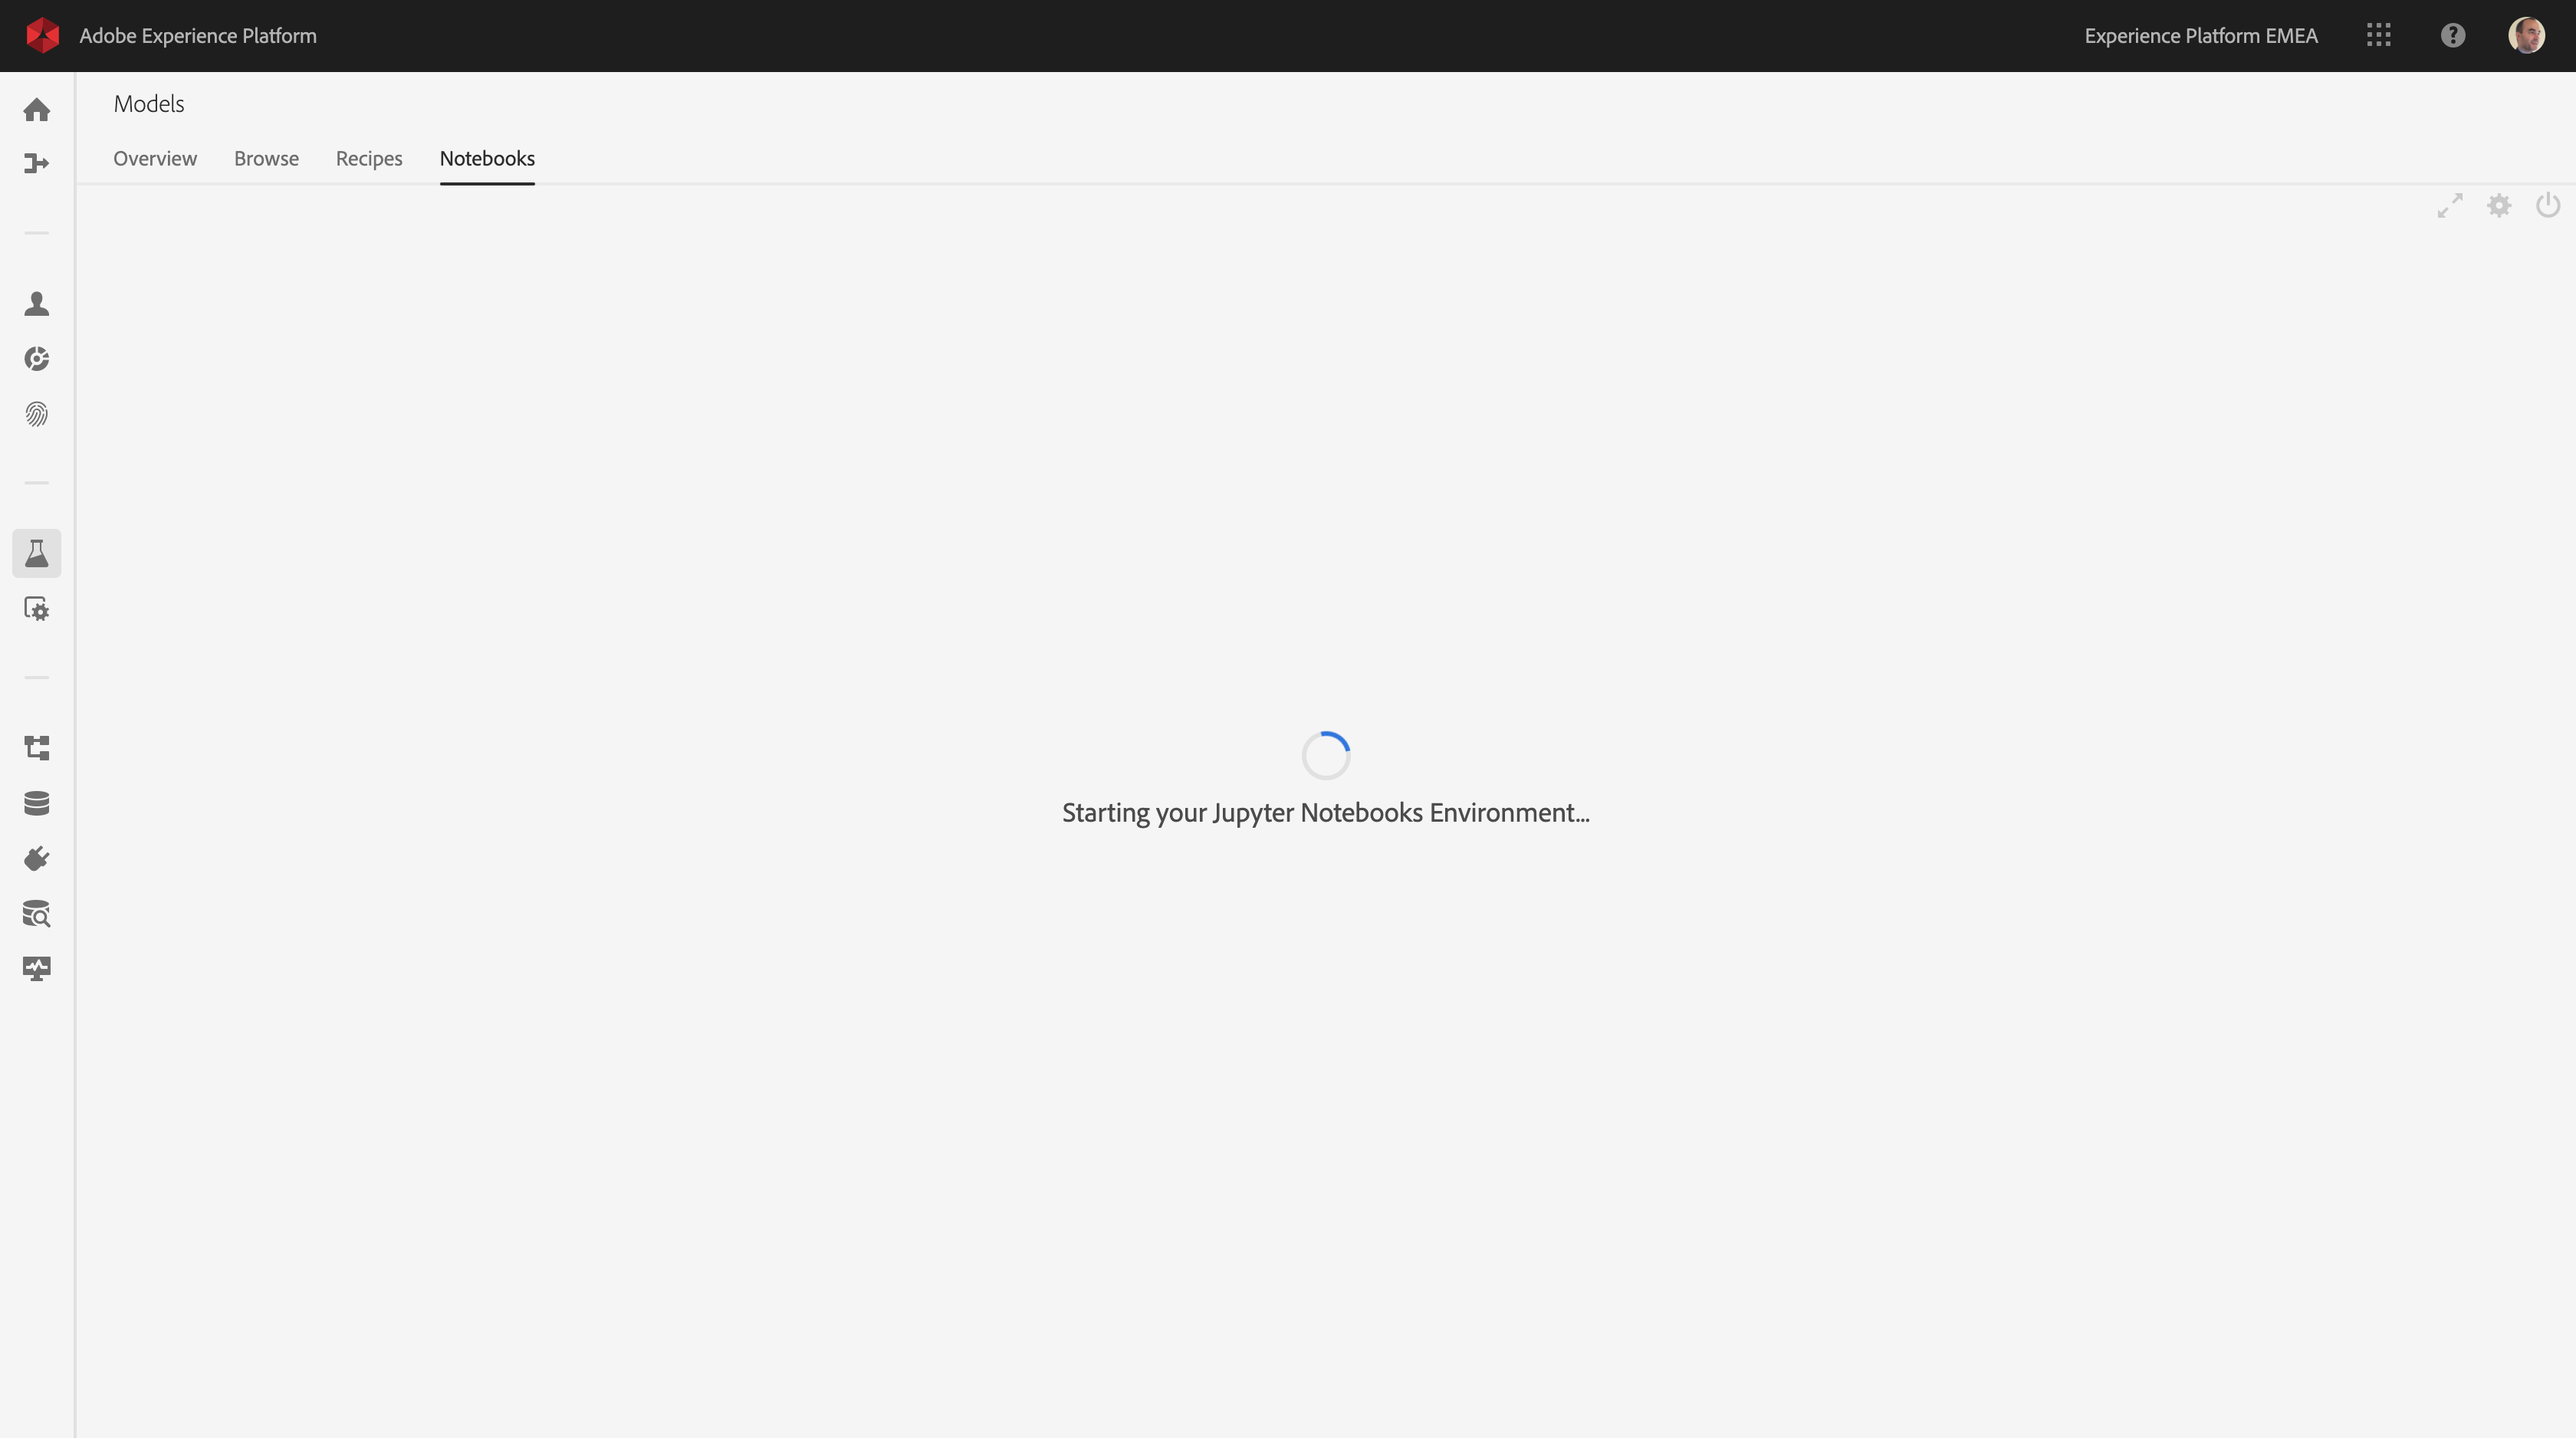 Adobe Experience Platform
Experience Platform EMEA
Models
Overview
Browse
Recipes
Notebooks
Starting your Jupyter Notebooks Environment...